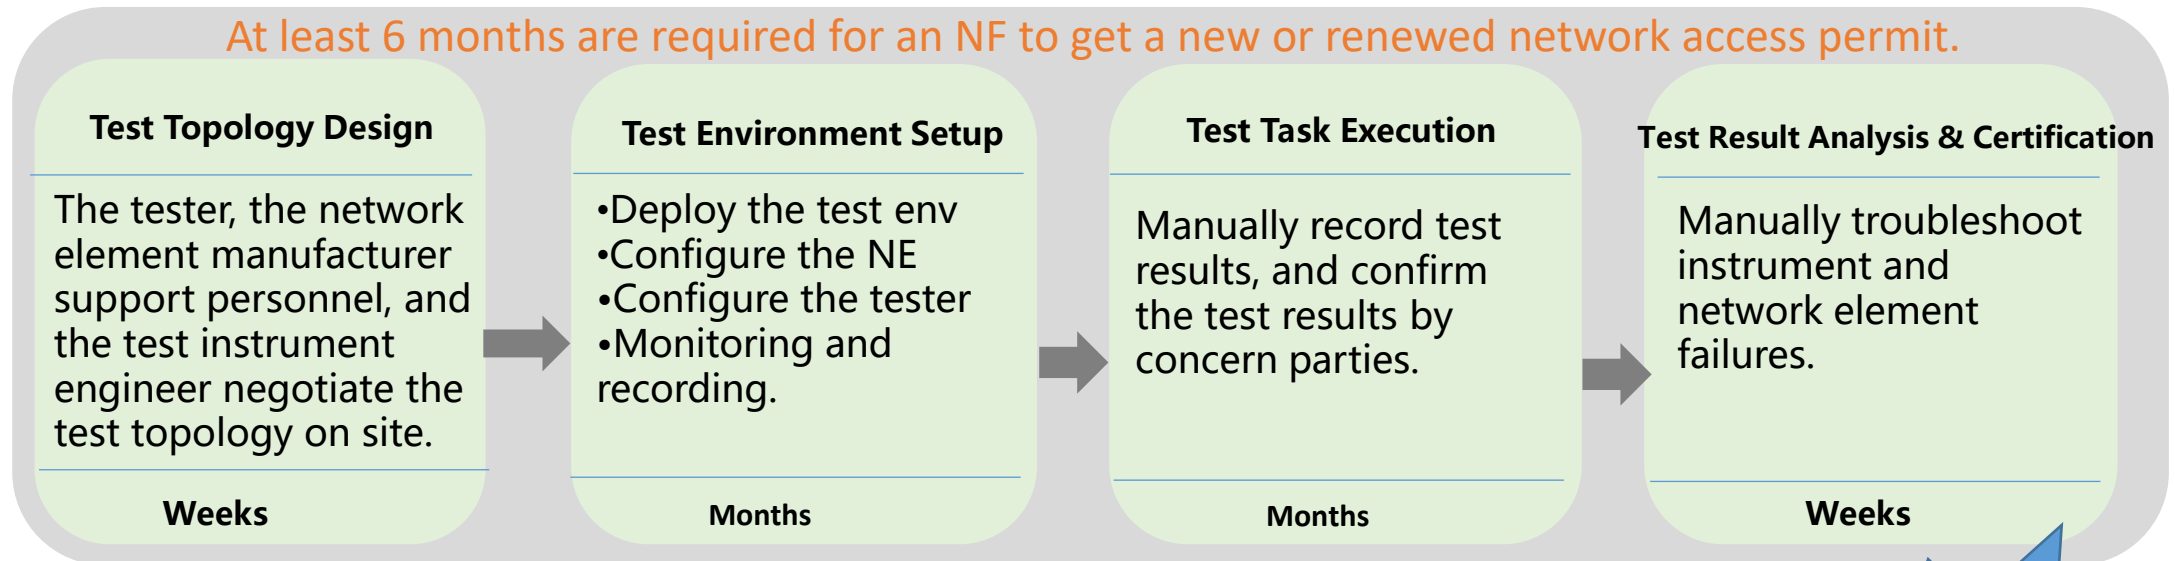 At least 6 months are required for an NF to get a new or renewed network access permit.
Test Topology Design
The tester, the network
element manufacturer
support personnel, and
the test instrument
engineer negotiate the
test topology on site.
Weeks
Test Environment Setup
•Deploy the test env
•Configure the NE
•Configure the tester
•Monitoring and
recording.
Months
Test Task Execution
Manually record test
results, and confirm
the test results by
concern parties.
Months
Test Result Analysis & Certification
Manually troubleshoot
instrument and
network element
failures.
Weeks